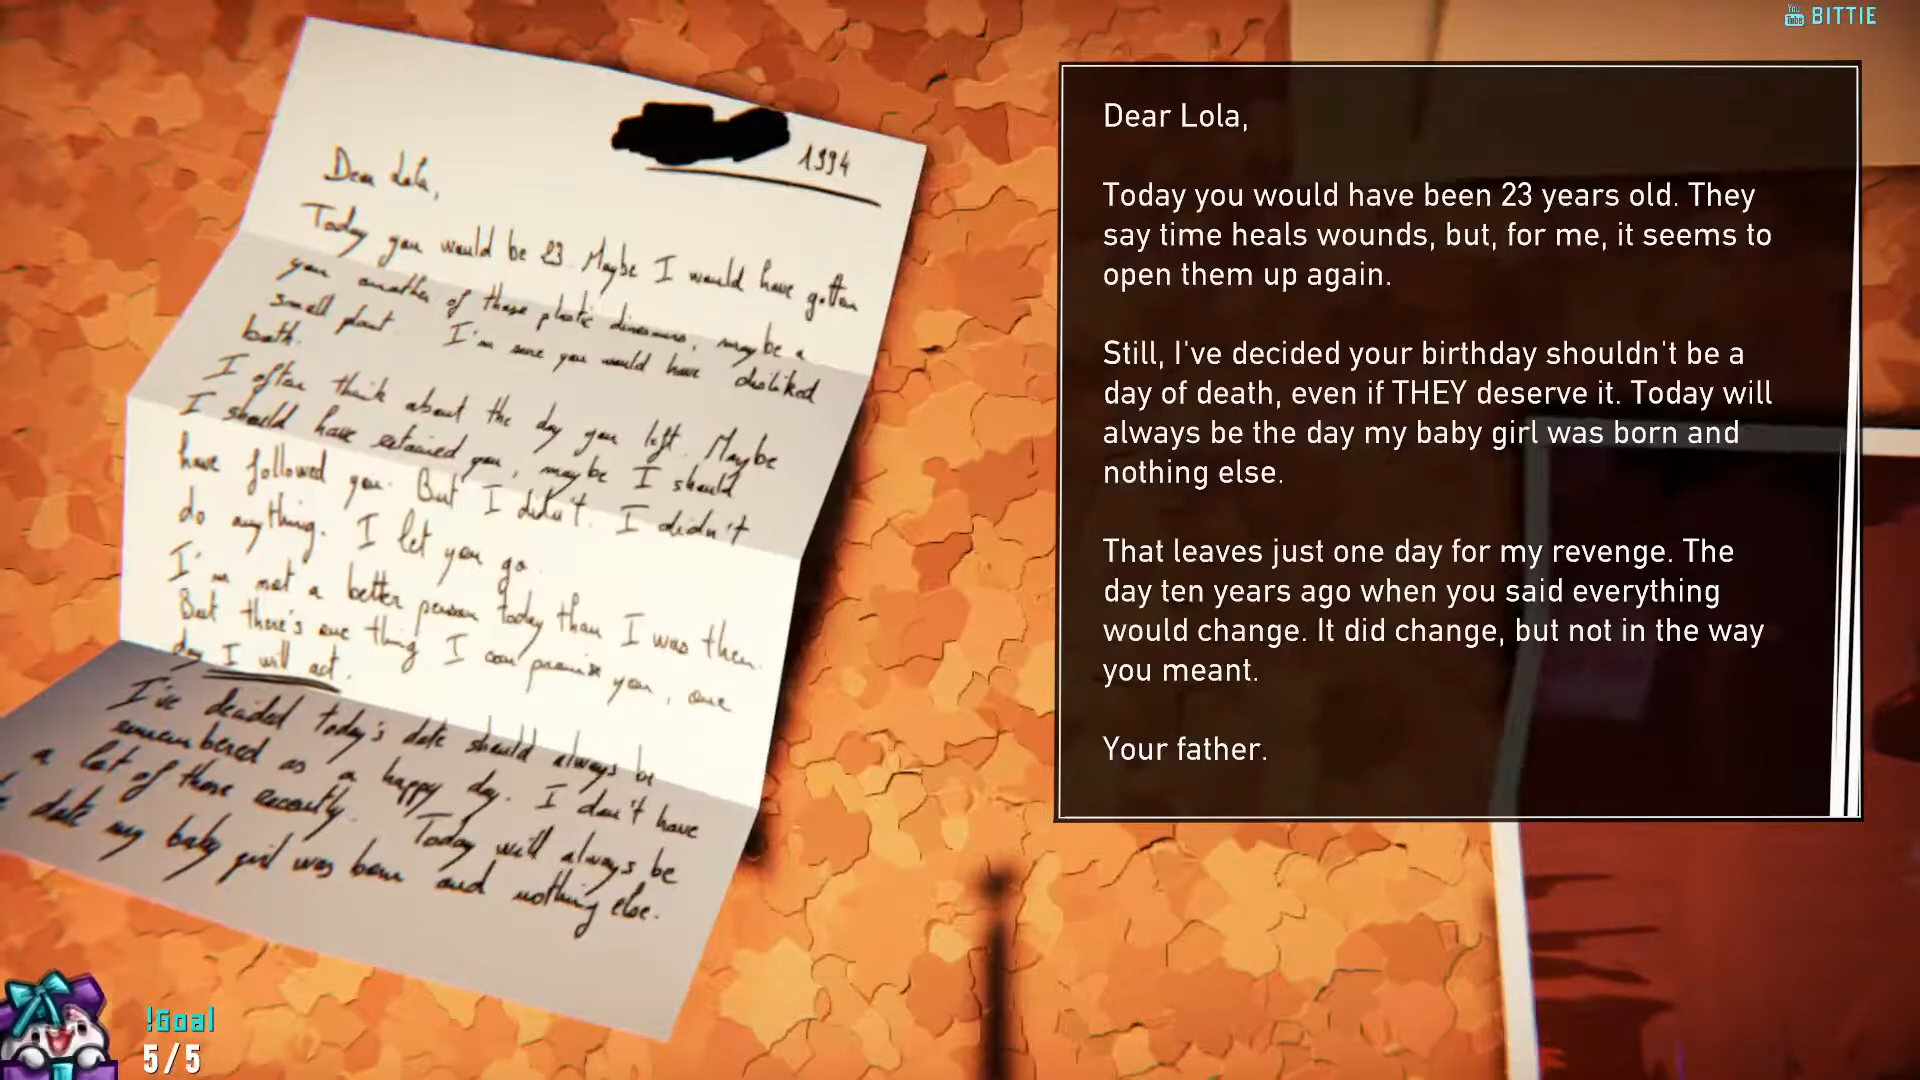 You
Tube
BITTIE
1994
Dear Lola,
Today you would be 23. Maybe I would have gotten
you another of those plastic dinosaurs, maybe a
small plant. I'm sure you would have disliked
both.
I often think about the day you left. Maybe
I should have retained you, maybe I should
have followed you. But I didn't. I didn't
do anything. I let you go.
I'm not a better person today than I was then.
But there's one thing I can promise you, one
day I will act.
I've decided today's date should always be
remembered as a happy day. I don't have
a lot of those recently. Today will always be
date my baby girl was born and nothing else.
Dear Lola,
Today you would have been 23 years old. They
say time heals wounds, but, for me, it seems to
open them up again.
Still, I've decided your birthday shouldn't be a
day of death, even if THEY deserve it. Today will
always be the day my baby girl was born and
nothing else.
That leaves just one day for my revenge. The
day ten years ago when you said everything
would change. It did change, but not in the way
you meant.
Your father.
!Goal
5/5